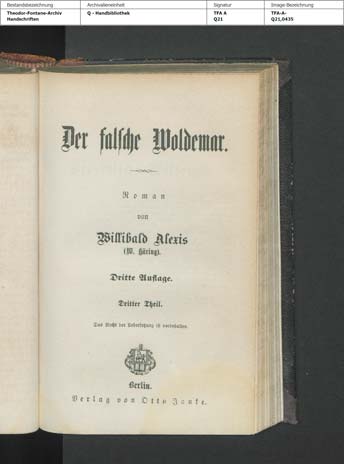 Bestandsbezeichnung Archivalieneinheit Signatur Image-Bezeichnung
Theodor-Fontane-Archiv Q - Handbibliothek TFA A TFA-A-
Handschriften Q21 Q21,0435
Der falsche Woldemar.
Roman
von
Willibald Alexis
(W. Häring).
Dritte Auflage.
Dritter Theil.
Das Recht der Uebersetzung ist vorbehalten.
Berlin.
Verlag von Otto Janke.